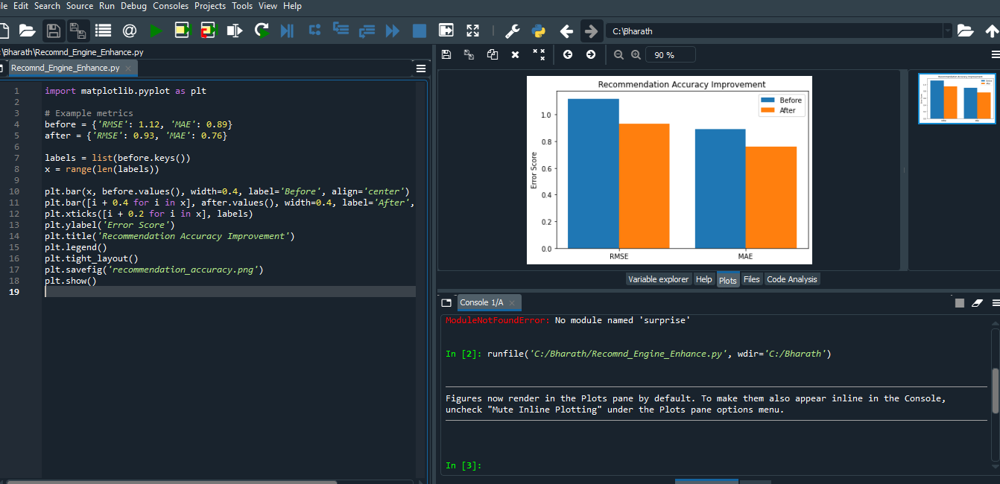 ile Edit Search Source Run Debug Consoles Projects Tools View Help
C:\Bharath
:\Bharath\Recomnd_Engine_Enhance.py
Recomnd_Engine_Enhance.py
1 import matplotlib.pyplot as plt
2
3 # Example metrics
4 before = {'RMSE': 1.12, 'MAE': 0.89}
5 after = {'RMSE': 0.93, 'MAE': 0.76}
6
7 labels = list(before.keys())
8 x = range(len(labels))
9
10 plt.bar(x, before.values(), width=0.4, label='Before', align='center')
11 plt.bar([i + 0.4 for i in x], after.values(), width=0.4, label='After',
12 plt.xticks([i + 0.2 for i in x], labels)
13 plt.ylabel('Error Score')
14 plt.title('Recommendation Accuracy Improvement')
15 plt.legend()
16 plt.tight_layout()
17 plt.savefig('recommendation_accuracy.png')
18 plt.show()
19
90 %
Recommendation Accuracy Improvement
Before
After
1.0
0.8
0.6
0.4
0.2
0.0
Error Score
RMSE MAE
Variable explorer Help Plots Files Code Analysis
Console 1/A
ModuleNotFoundError: No module named 'surprise'
In [2]: runfile('C:/Bharath/Recomnd_Engine_Enhance.py', wdir='C:/Bharath')
Figures now render in the Plots pane by default. To make them also appear inline in the Console,
uncheck "Mute Inline Plotting" under the Plots pane options menu.
In [3]: